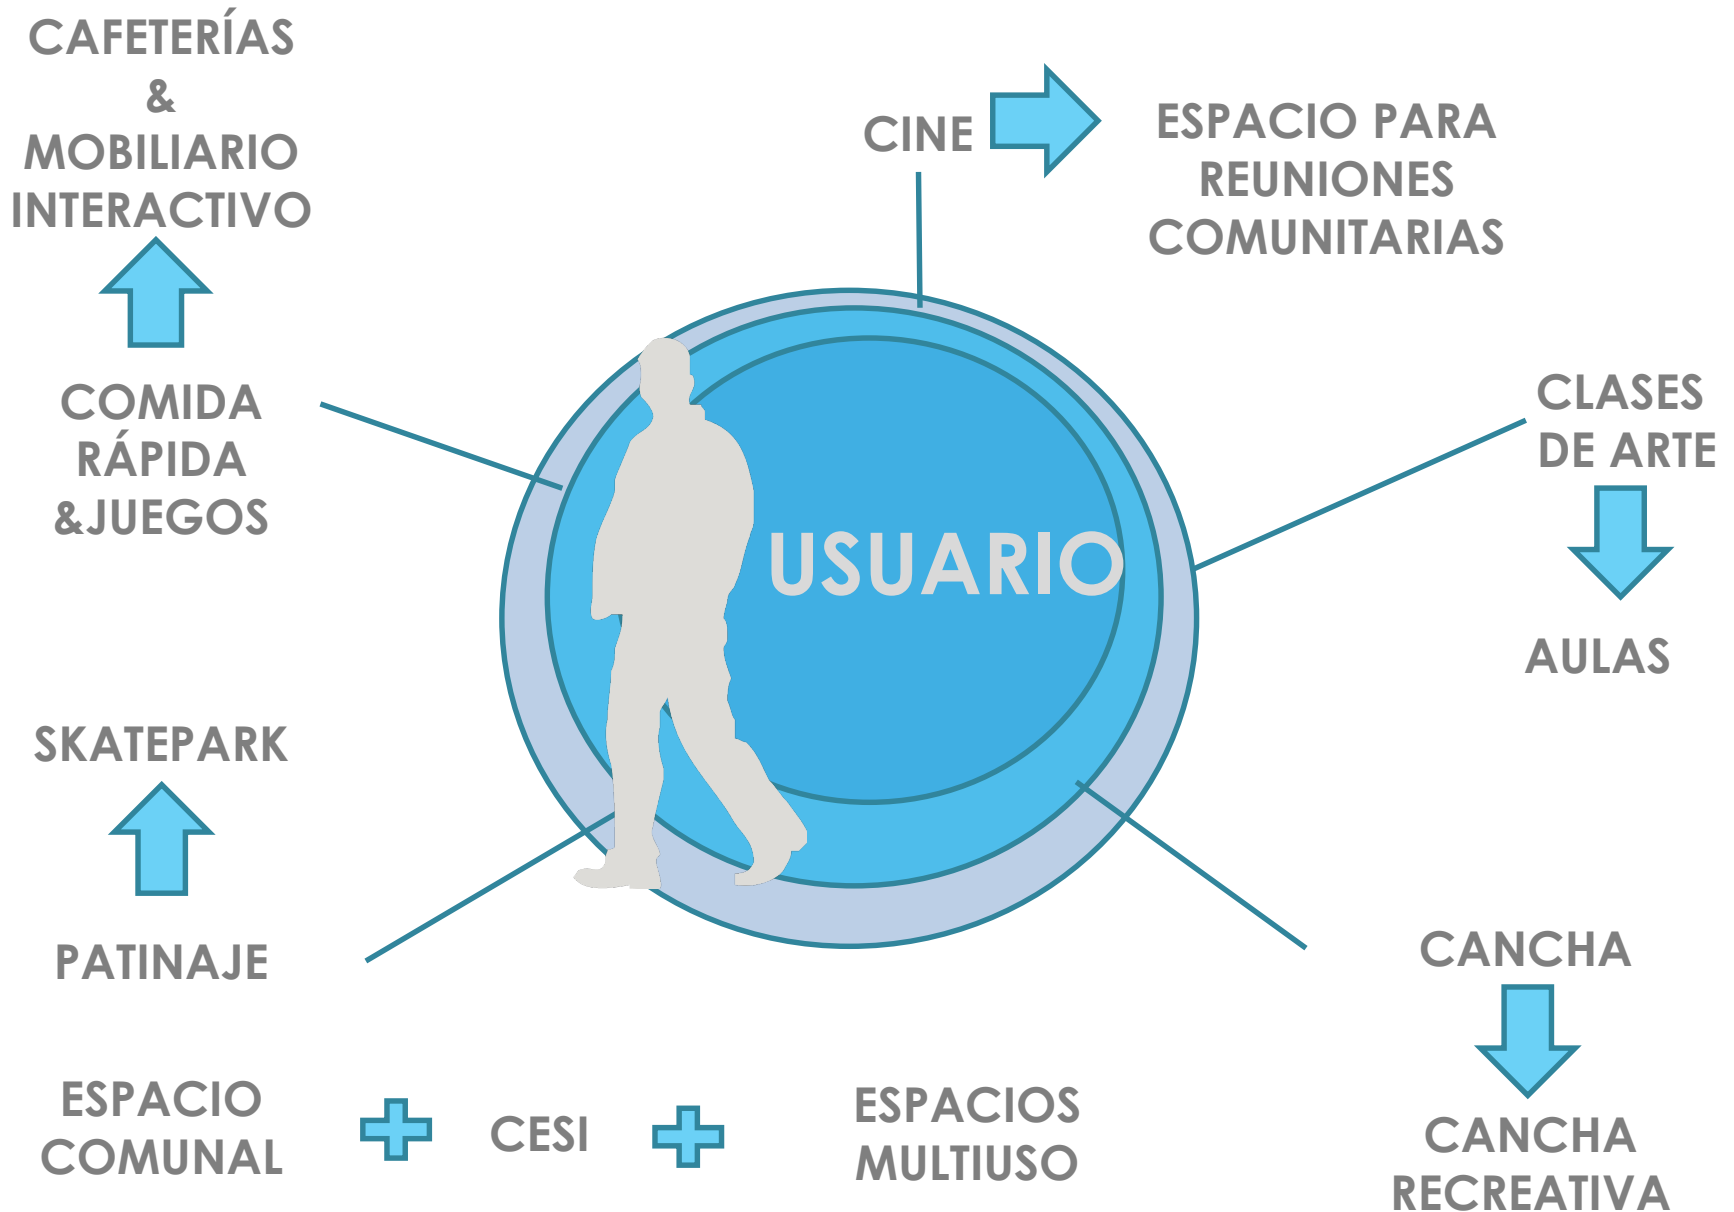 CAFETERÍAS
&
MOBILIARIO
INTERACTIVO
CINE
ESPACIO PARA
REUNIONES
COMUNITARIAS
COMIDA
RÁPIDA
&JUEGOS
CLASES
DE ARTE
USUARIO
AULAS
SKATEPARK
PATINAJE
CANCHA
ESPACIO
COMUNAL
CESI
ESPACIOS
MULTIUSO
CANCHA
RECREATIVA